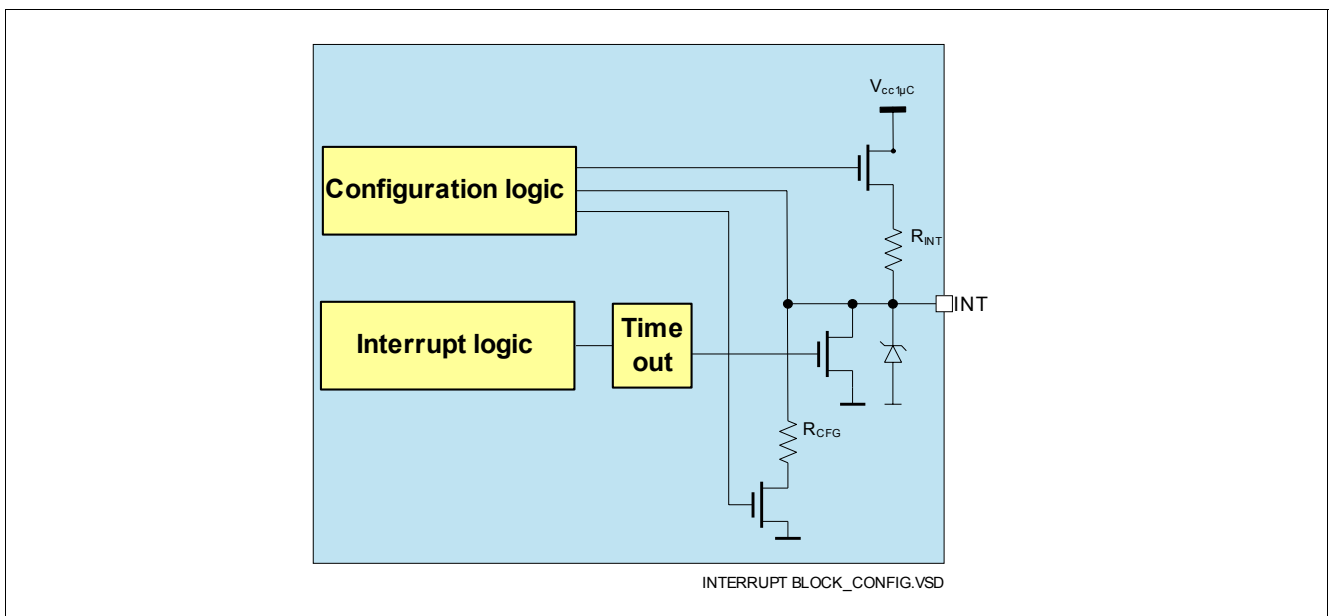 Vcc1µC
Configuration logic
RINT
INT
Interrupt logic
Time
out
RCFG
INTERRUPT BLOCK_CONFIG.VSD